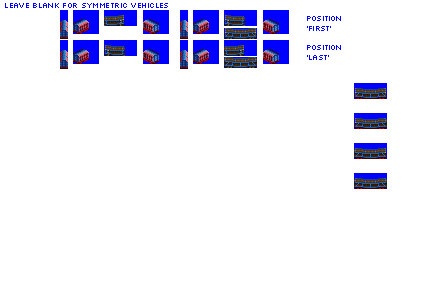 LEAVE BLANK FOR SYMMETRIC VEHICLES
POSITION
'FIRST'
POSITION
'LAST'